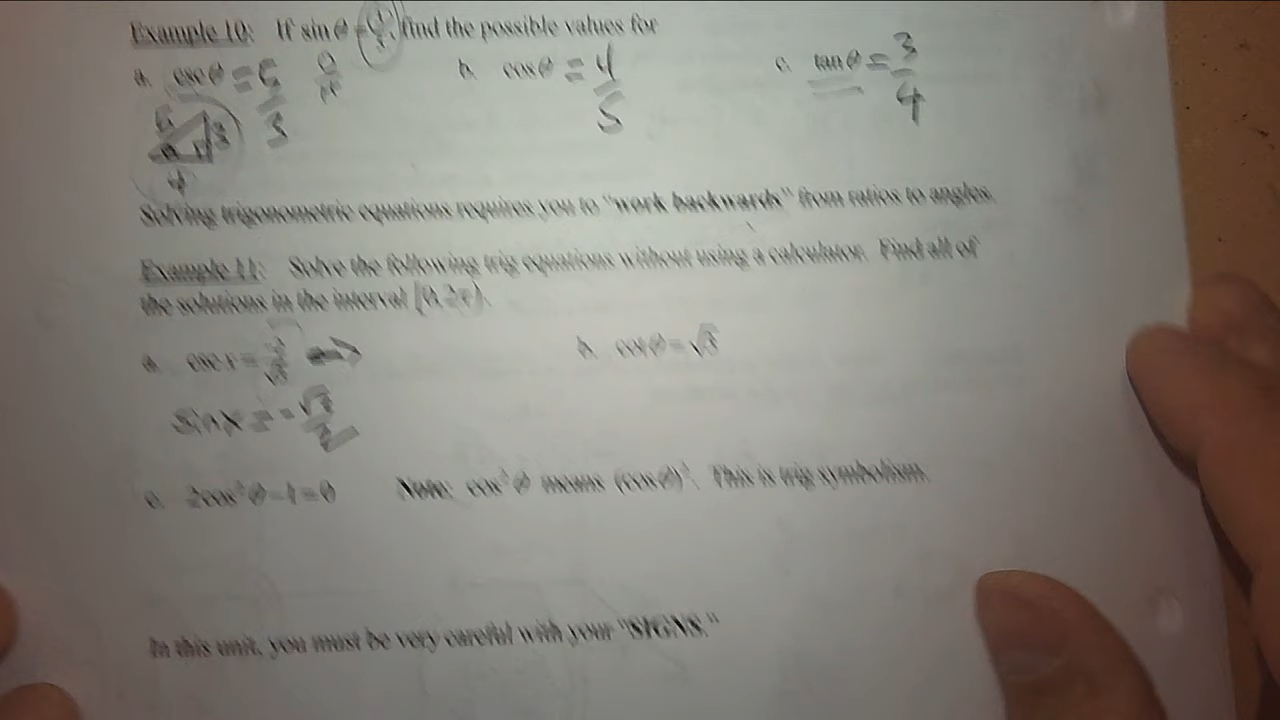 Example 10: If sin θ = 3/5, find the possible values for
a. csc θ = 5/3 b. cos θ = 4/5 c. tan θ = 3/4
5 3
4
Solving trigonometric equations requires you to "work backwards" from ratios to angles.
Example 11: Solve the following trig equations without using a calculator. Find all of
the solutions in the interval [0, 2π).
a. csc x = -2/√3 b. cot θ = √3
sin x = -√3/2
c. 2cos² θ - 1 = 0 Note: cos² θ means (cos θ)². This is trig symbolism.
In this unit, you must be very careful with your "SIGNS."